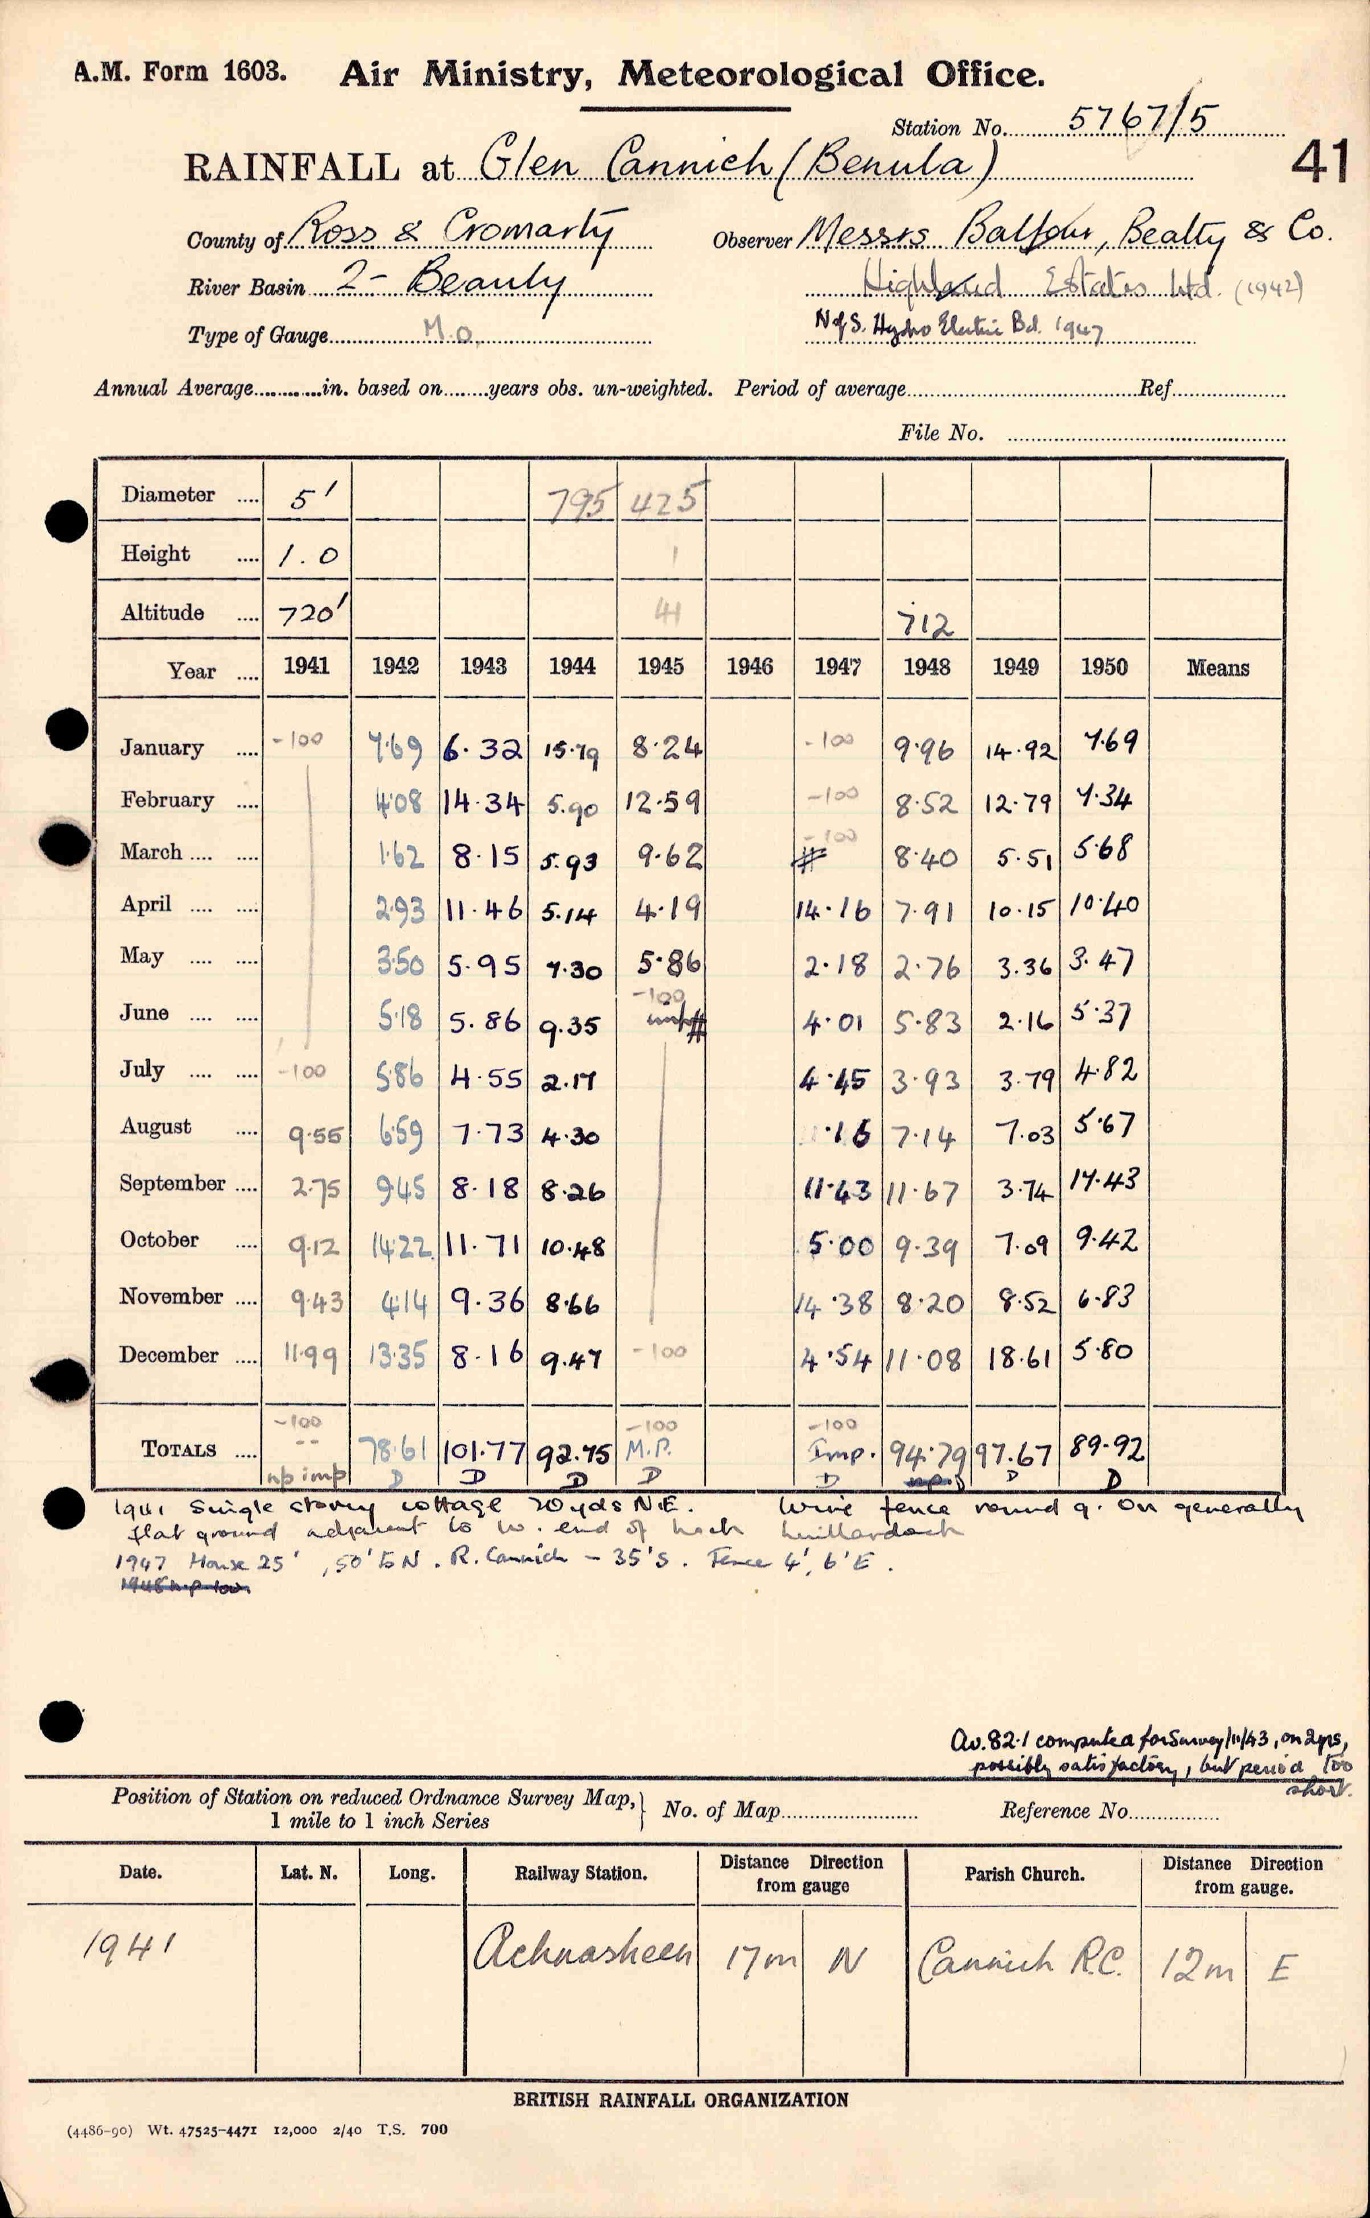 A.M. Form 1603. Air Ministry, Meteorological Office.
Station No. 5767/5
RAINFALL at Glen Cannich (Benula)
41
County of Ross & Cromarty Observer Messrs Balfour, Beatty & Co.
River Basin 2- Beauly Highland Estates Ltd. (1942)
Type of Gauge M.O. N of S. Hydro Electric Bd. 1947
Annual Average in. based on years obs. un-weighted. Period of average Ref
File No.
Diameter 5' 795 425
Height 1.0 1
Altitude 720' 41 712
Year 1941 1942 1943 1944 1945 1946 1947 1948 1949 1950 Means
January -100 7.69 6.32 15.79 8.24 -100 9.96 14.92 7.69
February 4.08 14.34 5.90 12.59 -100 8.52 12.79 7.34
March 1.62 8.15 5.93 9.62 -100 # 8.40 5.51 5.68
April 2.93 11.46 5.14 4.19 14.16 7.91 10.15 10.40
May 3.50 5.95 7.30 5.86 2.18 2.76 3.36 3.47
June 5.18 5.86 9.35 -100 # 4.01 5.83 2.16 5.37
July -100 5.86 4.55 2.17 4.45 3.93 3.79 4.82
August 9.55 6.59 7.73 4.30 1.16 7.14 7.03 5.67
September 2.75 9.45 8.18 8.26 11.43 11.67 3.74 17.43
October 9.12 14.22 11.71 10.48 5.00 9.39 7.09 9.42
November 9.43 4.14 9.36 8.66 14.38 8.20 8.52 6.83
December 11.99 13.35 8.16 9.47 -100 4.54 11.08 18.61 5.80
-100 -100 -100
TOTALS -- 78.61 101.77 92.75 M.P. Imp. 94.79 97.67 89.92
np imp D D D D D D D D
1941 Single storey cottage 20 yds N.E. Wire fence round g. On generally
flat ground adjacent to W. end of Loch
1947 House 25', 50' to N. R. Cannich – 35' S. Fence 4', 6' E.
Av. 82.1 computed for Survey/11/43, on 2 yrs,
possibly satisfactory, but period too
short.
Position of Station on reduced Ordnance Survey Map, 1 mile to 1 inch Series No. of Map Reference No.
Date. Lat. N. Long. Railway Station. Distance Direction from gauge Parish Church. Distance Direction from gauge.
1941 Achnasheen 17m N Cannich R.C. 12m E
BRITISH RAINFALL ORGANIZATION
(4486-90) Wt. 47525-4471 12,000 2/40 T.S. 700